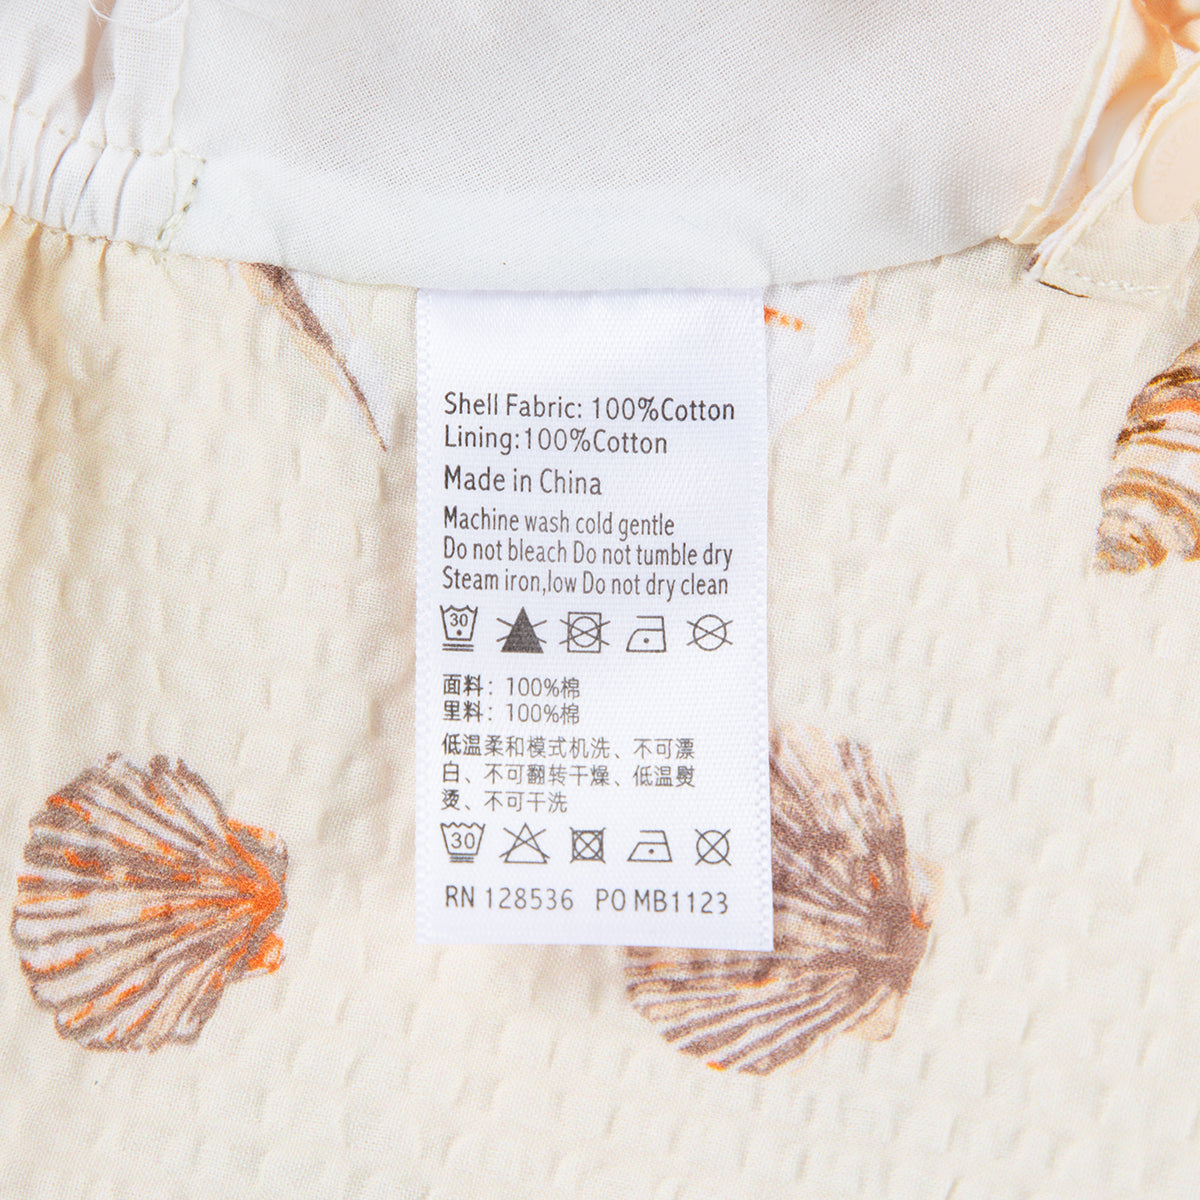 Shell Fabric: 100%Cotton
Lining:100%Cotton
Made in China
Machine wash cold gentle
Do not bleach Do not tumble dry
Steam iron,low Do not dry clean
30
面料：100%棉
里料：100%棉
低温柔和模式机洗、不可漂
白、不可翻转干燥、低温熨
烫、不可干洗
30
RN 128536 PO MB1123